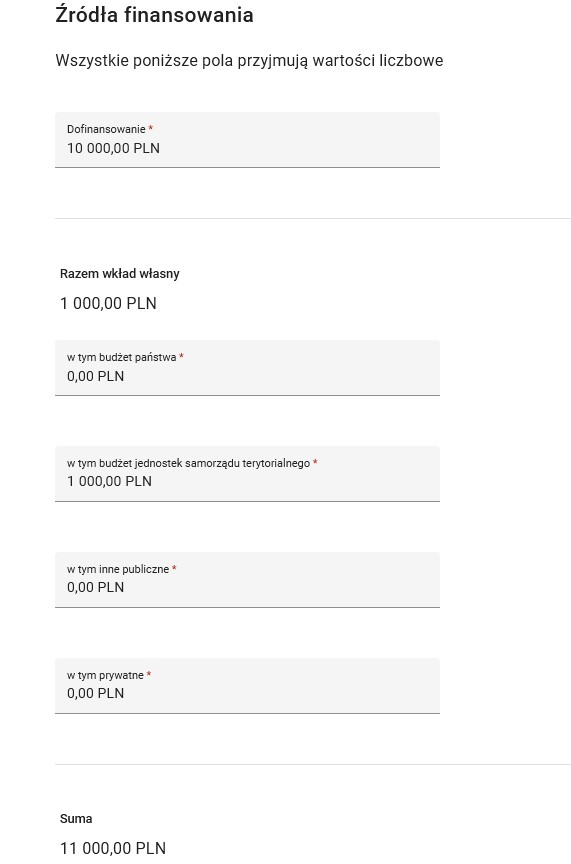 Źródła finansowania
Wszystkie poniższe pola przyjmują wartości liczbowe
Dofinansowanie *
10 000,00 PLN
Razem wkład własny
1 000,00 PLN
w tym budżet państwa *
0,00 PLN
w tym budżet jednostek samorządu terytorialnego *
1 000,00 PLN
w tym inne publiczne *
0,00 PLN
w tym prywatne *
0,00 PLN
Suma
11 000,00 PLN